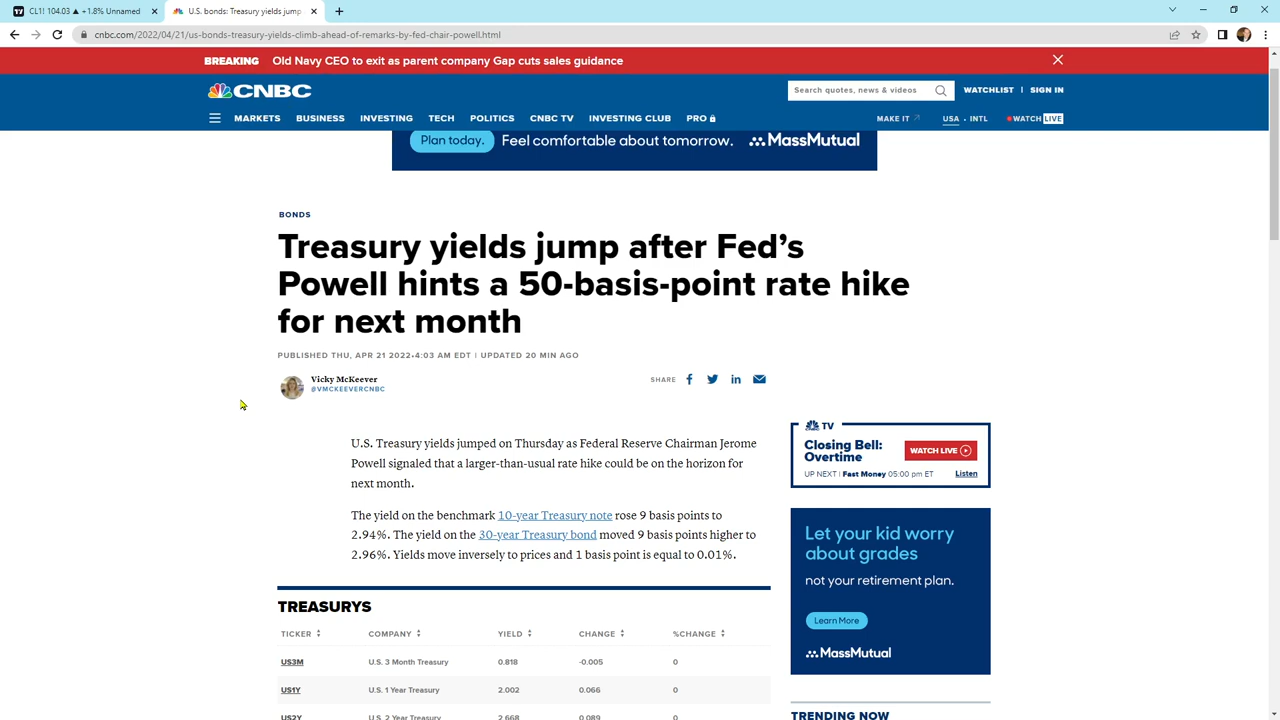 CL1! 104.03 ▲ +1.8% Unnamed
U.S. bonds: Treasury yields jump
cnbc.com/2022/04/21/us-bonds-treasury-yields-climb-ahead-of-remarks-by-fed-chair-powell.html
BREAKING Old Navy CEO to exit as parent company Gap cuts sales guidance
CNBC
Search quotes, news & videos
WATCHLIST | SIGN IN
MARKETS BUSINESS INVESTING TECH POLITICS CNBC TV INVESTING CLUB PRO
MAKE IT USA • INTL WATCH LIVE
Plan today. Feel comfortable about tomorrow. MassMutual
BONDS
Treasury yields jump after Fed’s
Powell hints a 50-basis-point rate hike
for next month
PUBLISHED THU, APR 21 2022•4:03 AM EDT | UPDATED 20 MIN AGO
Vicky McKeever
@VMCKEEVERCNBC
SHARE
U.S. Treasury yields jumped on Thursday as Federal Reserve Chairman Jerome
Powell signaled that a larger-than-usual rate hike could be on the horizon for
next month.
The yield on the benchmark 10-year Treasury note rose 9 basis points to
2.94%. The yield on the 30-year Treasury bond moved 9 basis points higher to
2.96%. Yields move inversely to prices and 1 basis point is equal to 0.01%.
TREASURYS
TICKER COMPANY YIELD CHANGE %CHANGE
US3M U.S. 3 Month Treasury 0.818 -0.005 0
US1Y U.S. 1 Year Treasury 2.002 0.066 0
US2Y U.S. 2 Year Treasury 2.668 0.089 0
TV
Closing Bell:
Overtime
WATCH LIVE
UP NEXT | Fast Money 05:00 pm ET
Listen
Let your kid worry
about grades
not your retirement plan.
Learn More
MassMutual
TRENDING NOW